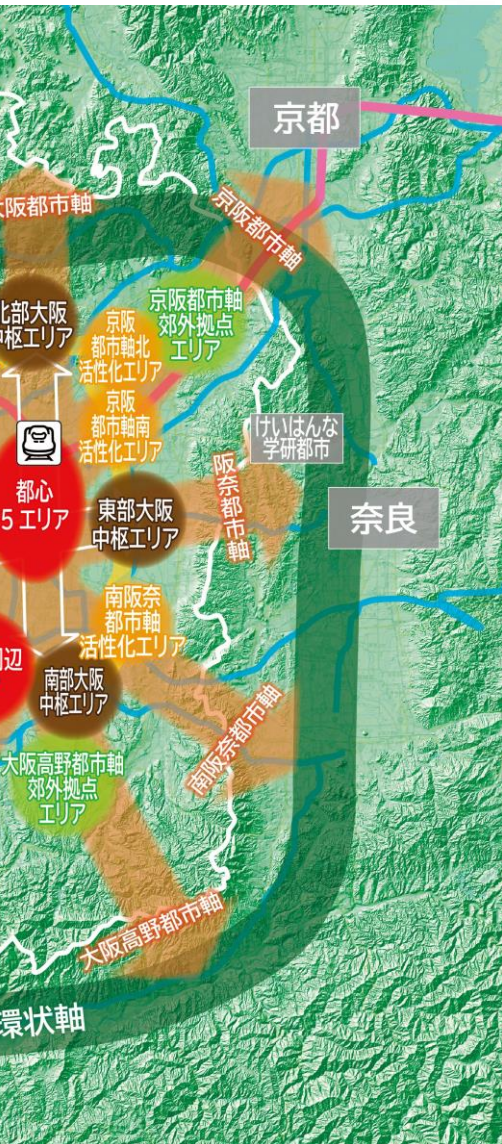 京都
大阪都市軸
京阪都市軸
北部大阪
中枢エリア
京阪都市軸
郊外拠点
エリア
京阪
都市軸北
活性化エリア
京阪
都市軸南
活性化エリア
けいはんな
学研都市
阪奈都市軸
都心
5 エリア
東部大阪
中枢エリア
奈良
南阪奈
都市軸
活性化エリア
周辺
南部大阪
中枢エリア
南阪奈都市軸
大阪高野都市軸
郊外拠点
エリア
大阪高野都市軸
環状軸